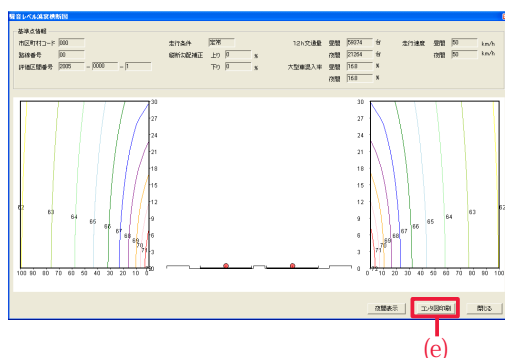 騒音レベル減衰横断図
基準点情報
市区町村コード 000 走行条件 定常 12h交通量 昼間 59074 台 走行速度 昼間 50 km/h
路線番号 00 縦断勾配補正 上り 0 % 夜間 21264 台 夜間 50 km/h
評価区間番号 2005 - 0000 - 1 下り 0 % 大型車混入率 昼間 16.0 %
夜間 16.0 %
30 30
27 27
24 24
21 21
18 18
15 15
12 12
9 9
6 6
3 3
0 0
62 63 64 65 66 67 68 69 70 71
71 70 69 68 67 66 65 64 63 62
100 90 80 70 60 50 40 30 20 10 0
0 10 20 30 40 50 60 70 80 90 100
夜間表示 コンタ図印刷 閉じる
(e)